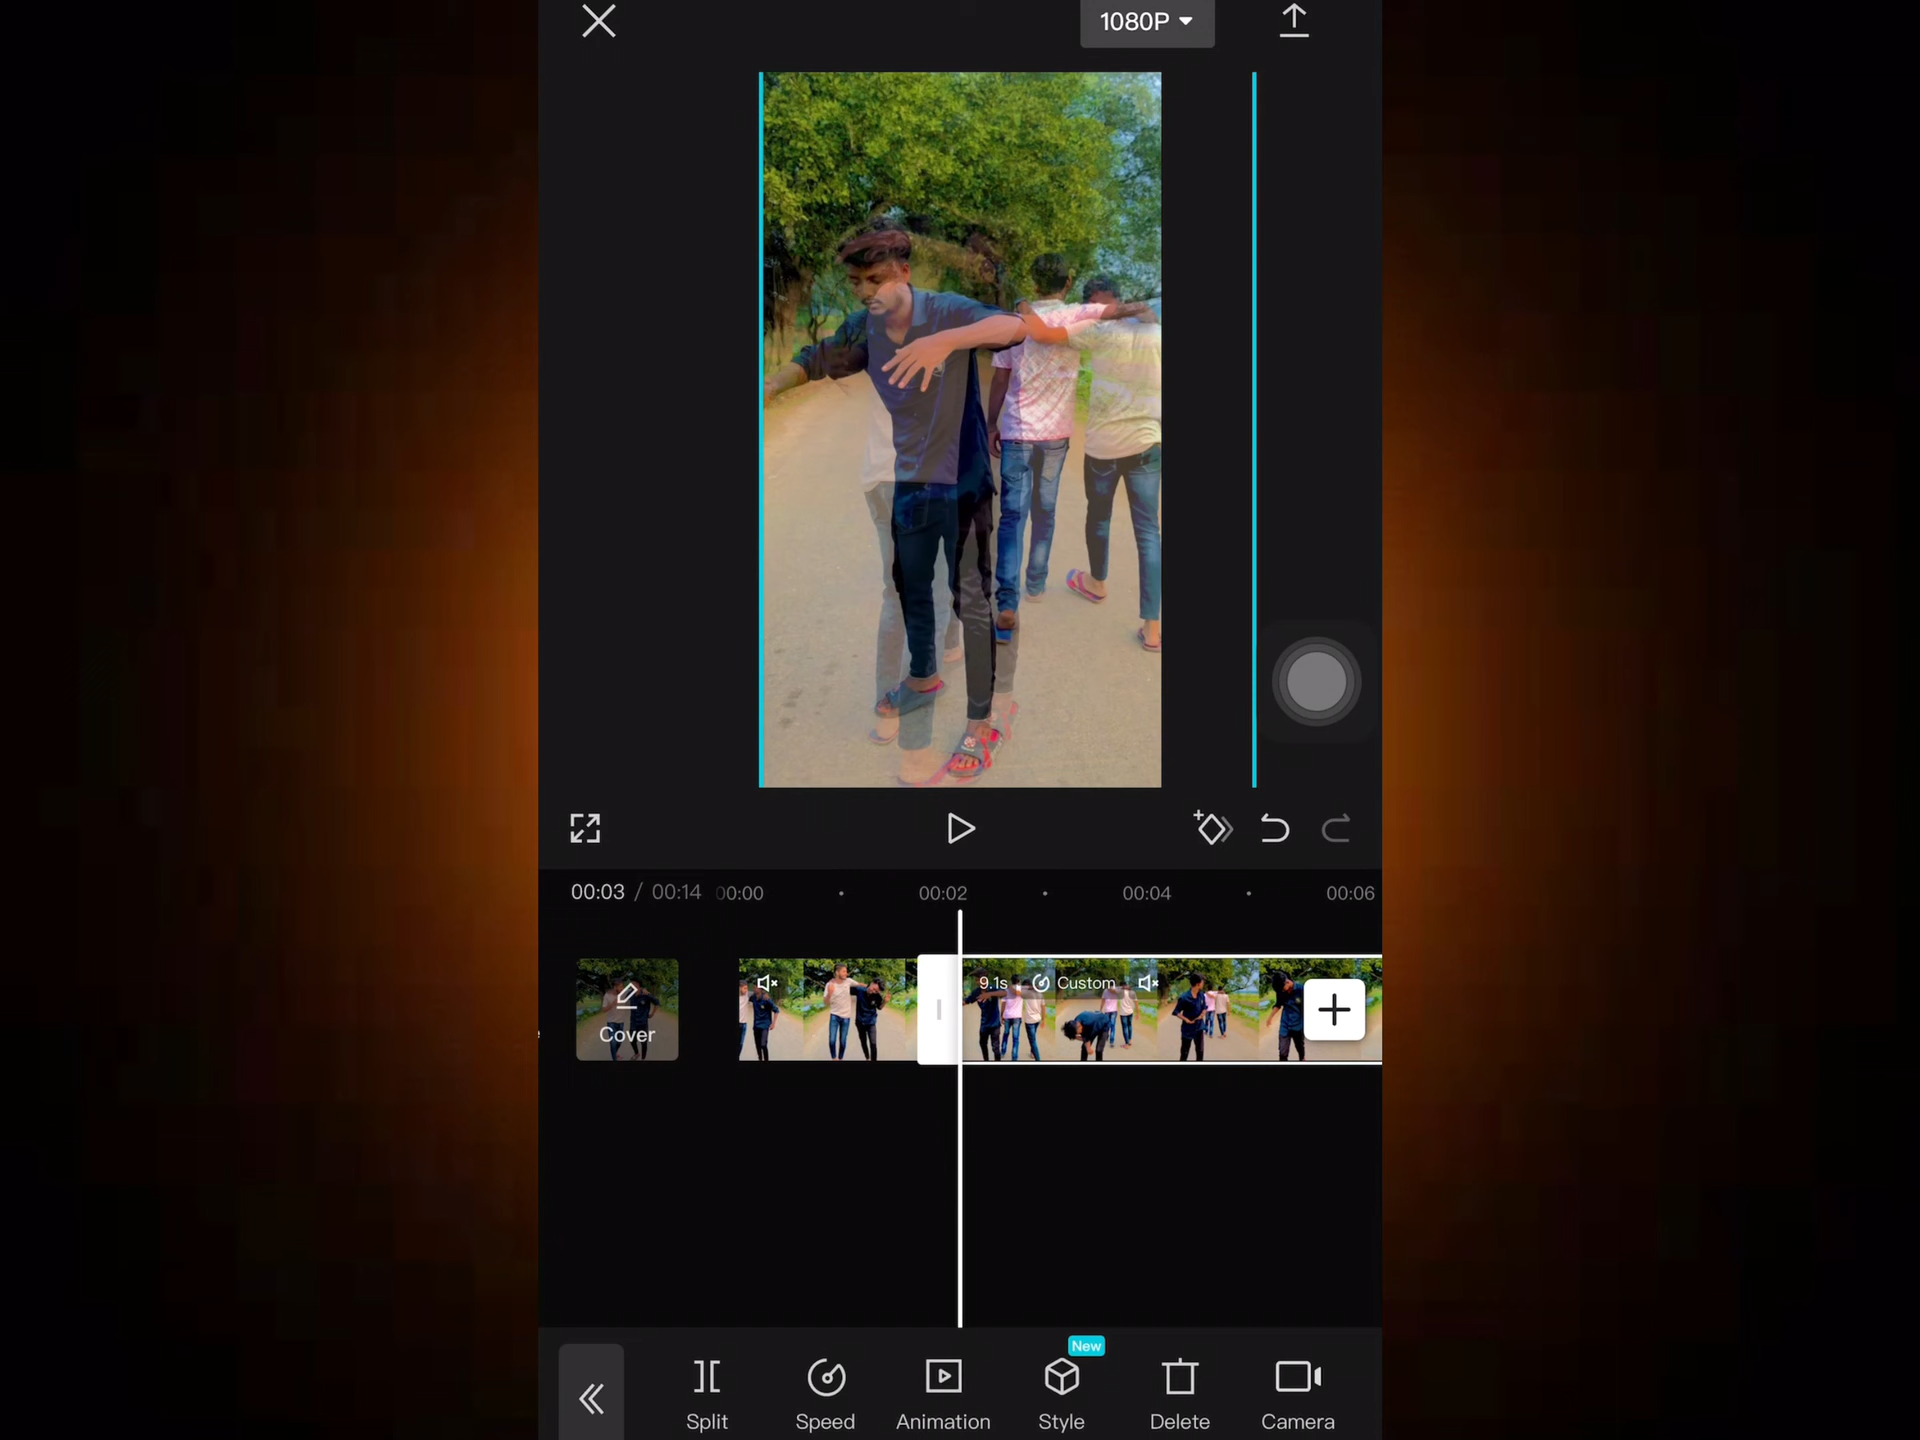 1080P
00:03 / 00:14 00:00 00:02 00:04 00:06
Cover
9.1s Custom
New
Split Speed Animation Style Delete Camera